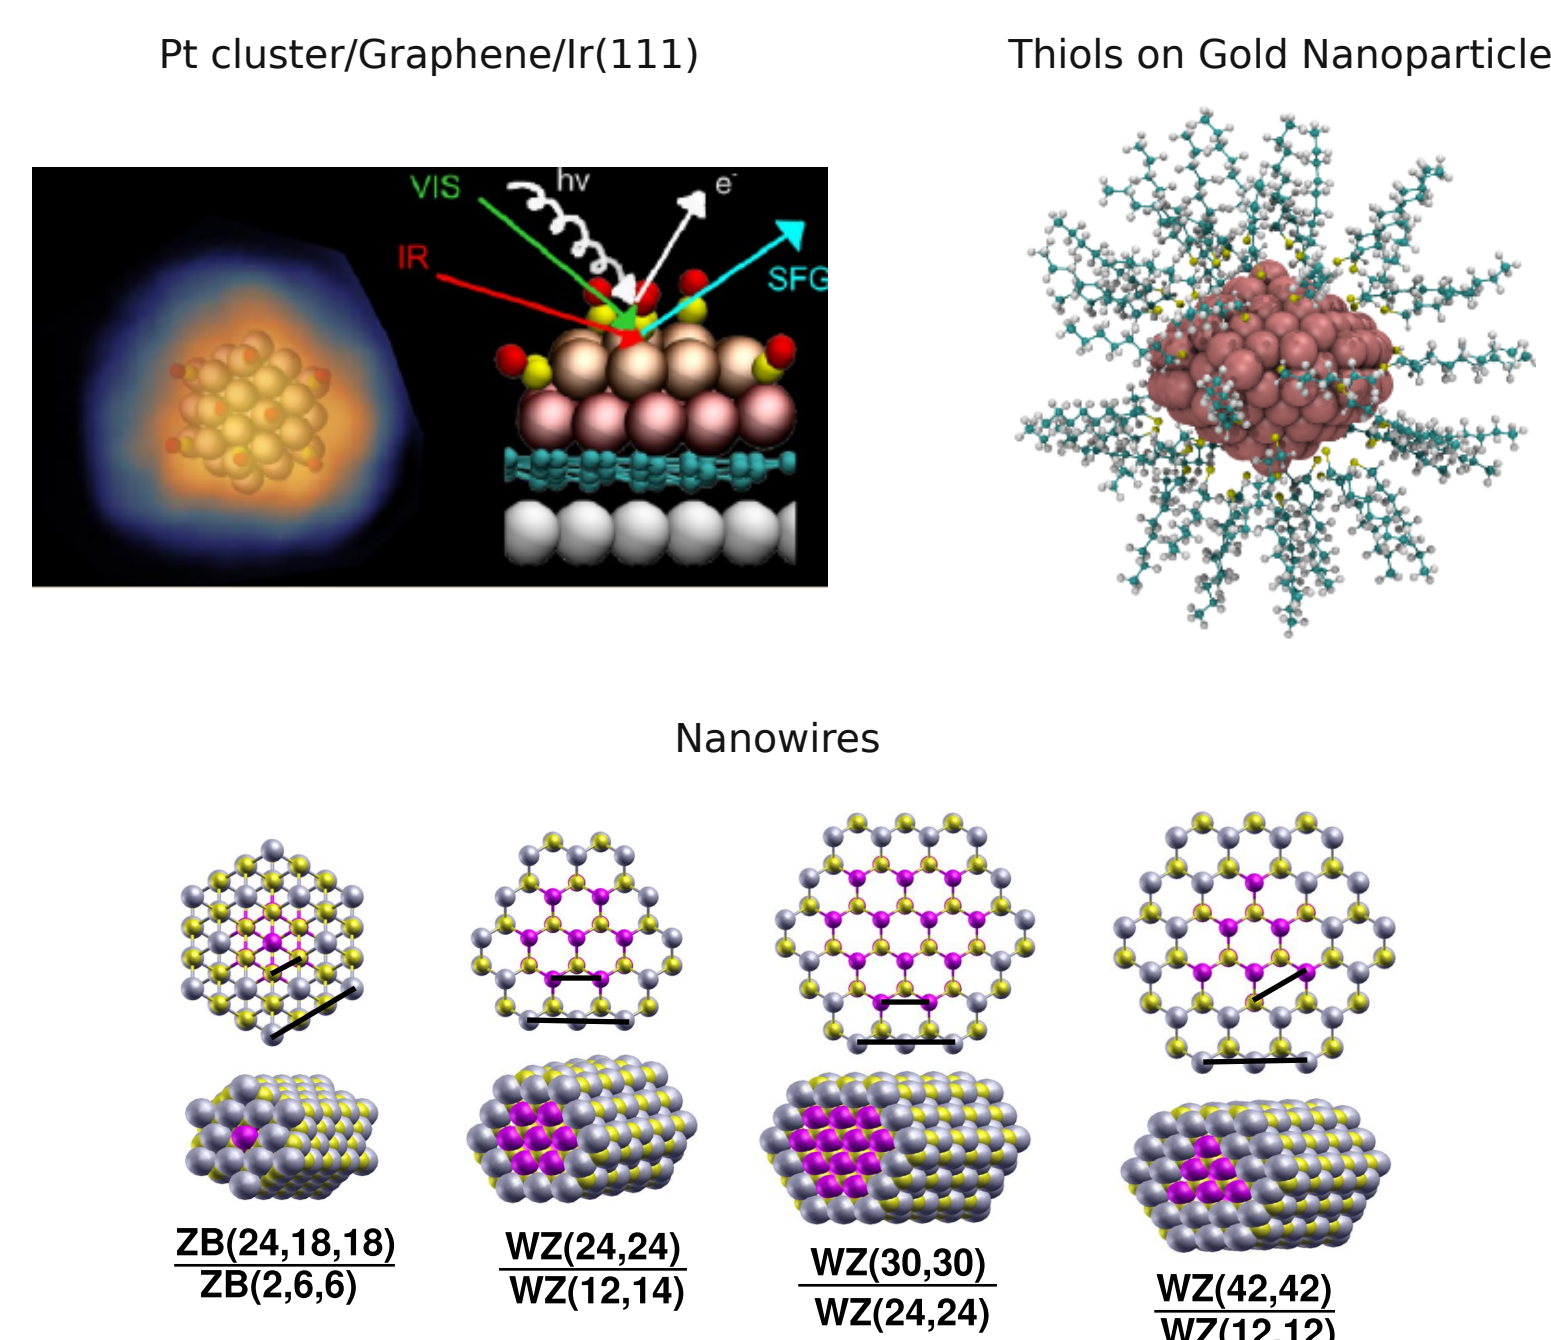 Pt cluster/Graphene/Ir(111)
Thiols on Gold Nanoparticle
VIS
hν
e-
IR
SFG
Nanowires
ZB(24,18,18)
ZB(2,6,6)
WZ(24,24)
WZ(12,14)
WZ(30,30)
WZ(24,24)
WZ(42,42)
WZ(12,12)